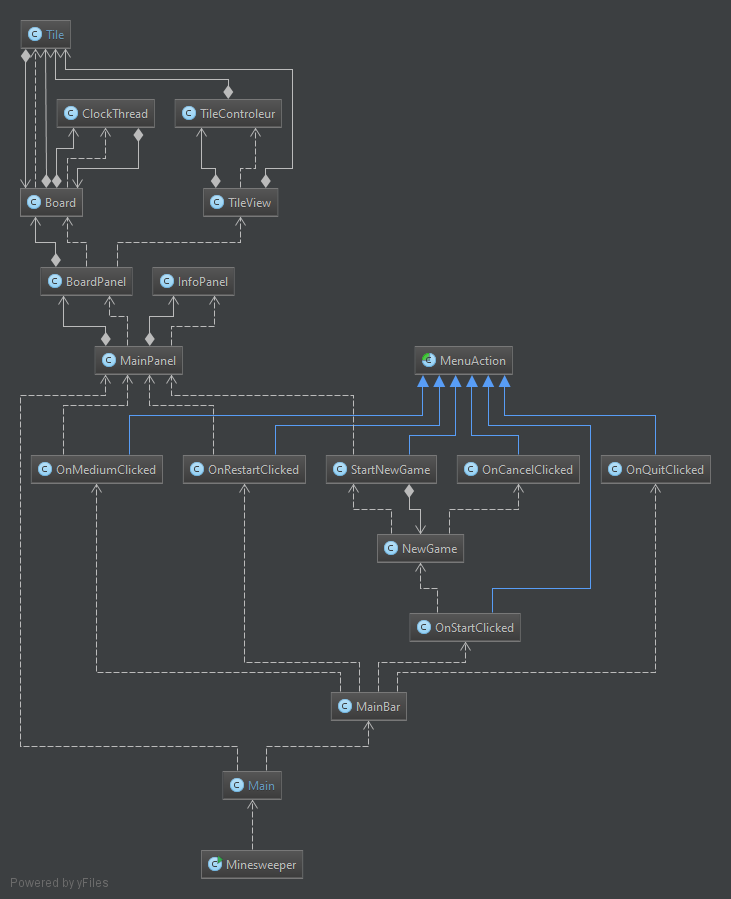 Tile
ClockThread
TileControleur
Board
TileView
BoardPanel
InfoPanel
MainPanel
MenuAction
OnMediumClicked
OnRestartClicked
StartNewGame
OnCancelClicked
OnQuitClicked
NewGame
OnStartClicked
MainBar
Main
Minesweeper
Powered by yFiles